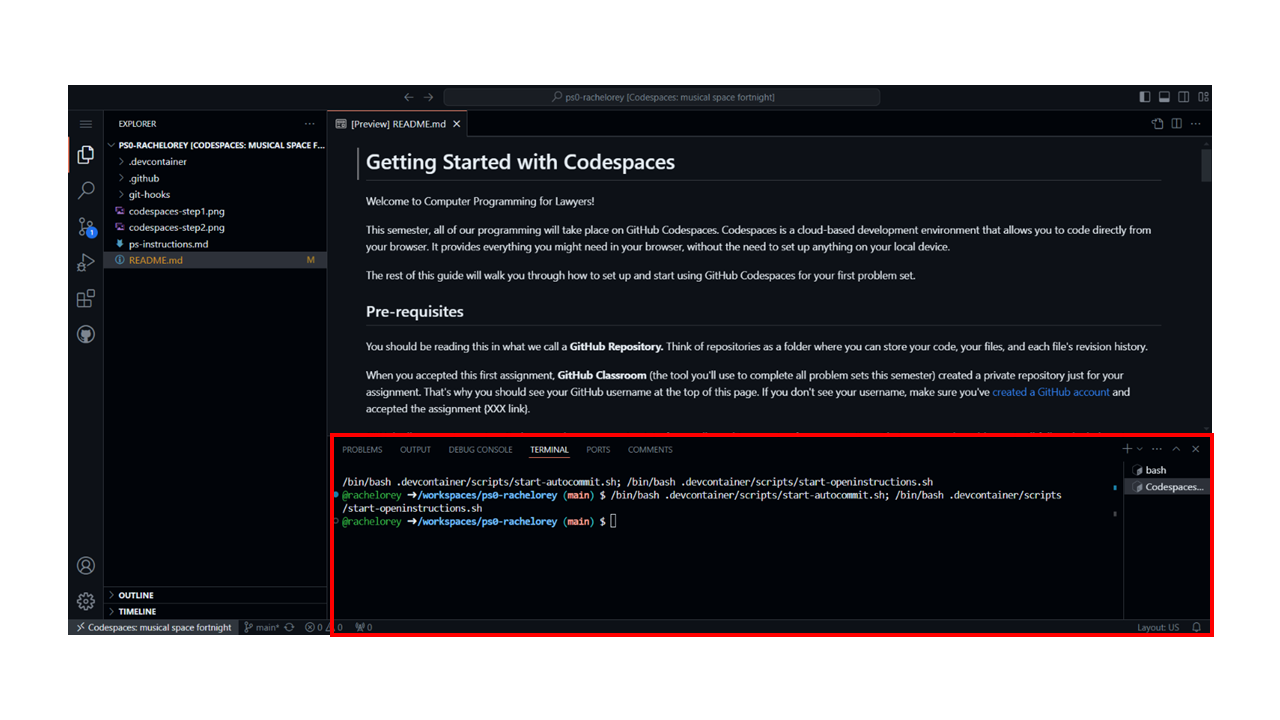 ps0-rachelorey [Codespaces: musical space fortnight]
EXPLORER
PS0-RACHELOREY [CODESPACES: MUSICAL SPACE F...
.devcontainer
.github
git-hooks
codespaces-step1.png
codespaces-step2.png
ps-instructions.md
README.md M
1
OUTLINE
TIMELINE
[Preview] README.md
Getting Started with Codespaces
Welcome to Computer Programming for Lawyers!
This semester, all of our programming will take place on GitHub Codespaces. Codespaces is a cloud-based development environment that allows you to code directly from
your browser. It provides everything you might need in your browser, without the need to set up anything on your local device.
The rest of this guide will walk you through how to set up and start using GitHub Codespaces for your first problem set.
Pre-requisites
You should be reading this in what we call a GitHub Repository. Think of repositories as a folder where you can store your code, your files, and each file's revision history.
When you accepted this first assignment, GitHub Classroom (the tool you'll use to complete all problem sets this semester) created a private repository just for your
assignment. That's why you should see your GitHub username at the top of this page. If you don't see your username, make sure you've created a GitHub account and
accepted the assignment (XXX link).
PROBLEMS OUTPUT DEBUG CONSOLE TERMINAL PORTS COMMENTS
/bin/bash .devcontainer/scripts/start-autocommit.sh; /bin/bash .devcontainer/scripts/start-openinstructions.sh
@rachelorey ➜/workspaces/ps0-rachelorey (main) $ /bin/bash .devcontainer/scripts/start-autocommit.sh; /bin/bash .devcontainer/scripts
/start-openinstructions.sh
@rachelorey ➜/workspaces/ps0-rachelorey (main) $
bash
Codespaces...
Codespaces: musical space fortnight main* 0 0 0 Layout: US